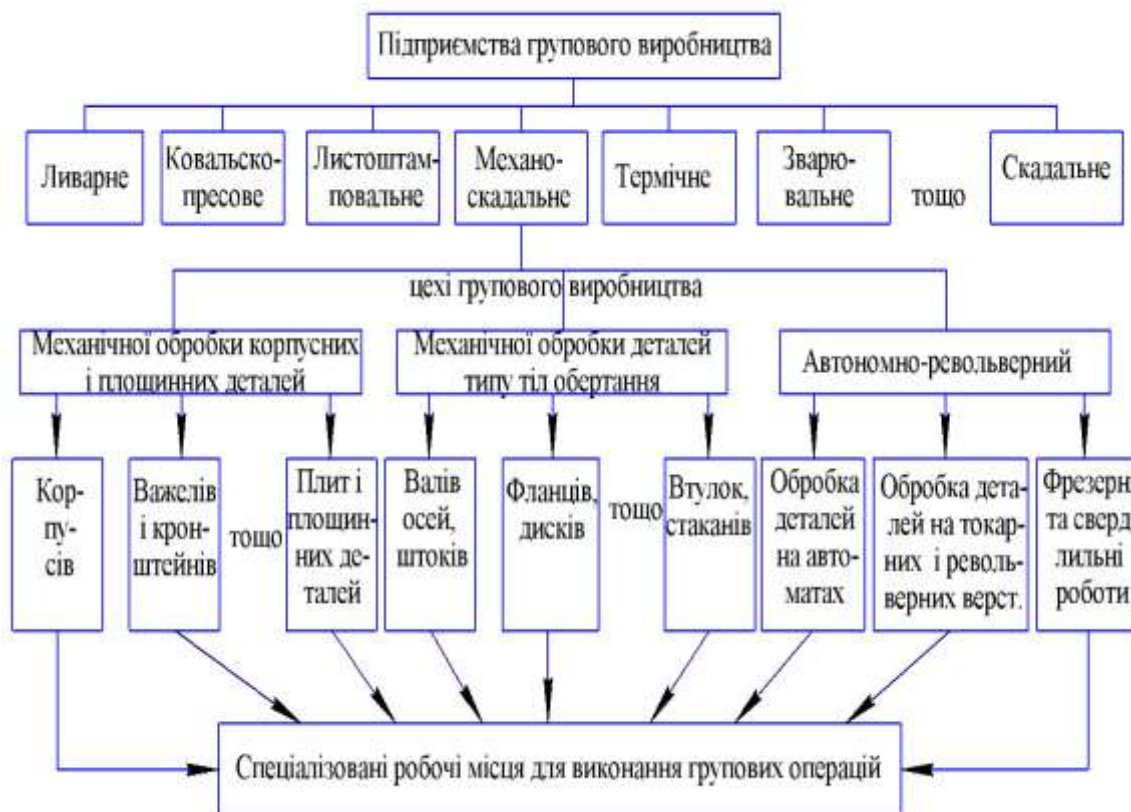 Підприємства групового виробництва
Ливарне
Ковальско-
пресове
Листоштам-
повальне
Механо-
скадальне
Термічне
Зварю-
вальне
тощо
Скадальне
цехі групового виробництва
Механічної обробки корпусних
і площинних деталей
Механічної обробки деталей
типу тіл обертання
Автономно-револьверний
Кор-
пу-
сів
Важелів
і крон-
штейнів
тощо
Плит і
площин-
них де-
талей
Валів
осей,
штоків
Фланців,
дисків
тощо
Втулок,
стаканів
Обробка
деталей
на авто-
матах
Обробка дета-
лей на токар-
них і револь-
верних верст.
Фрезерн
та сверд
лильні
роботи
Спеціалізовані робочі місця для виконання групових операцій